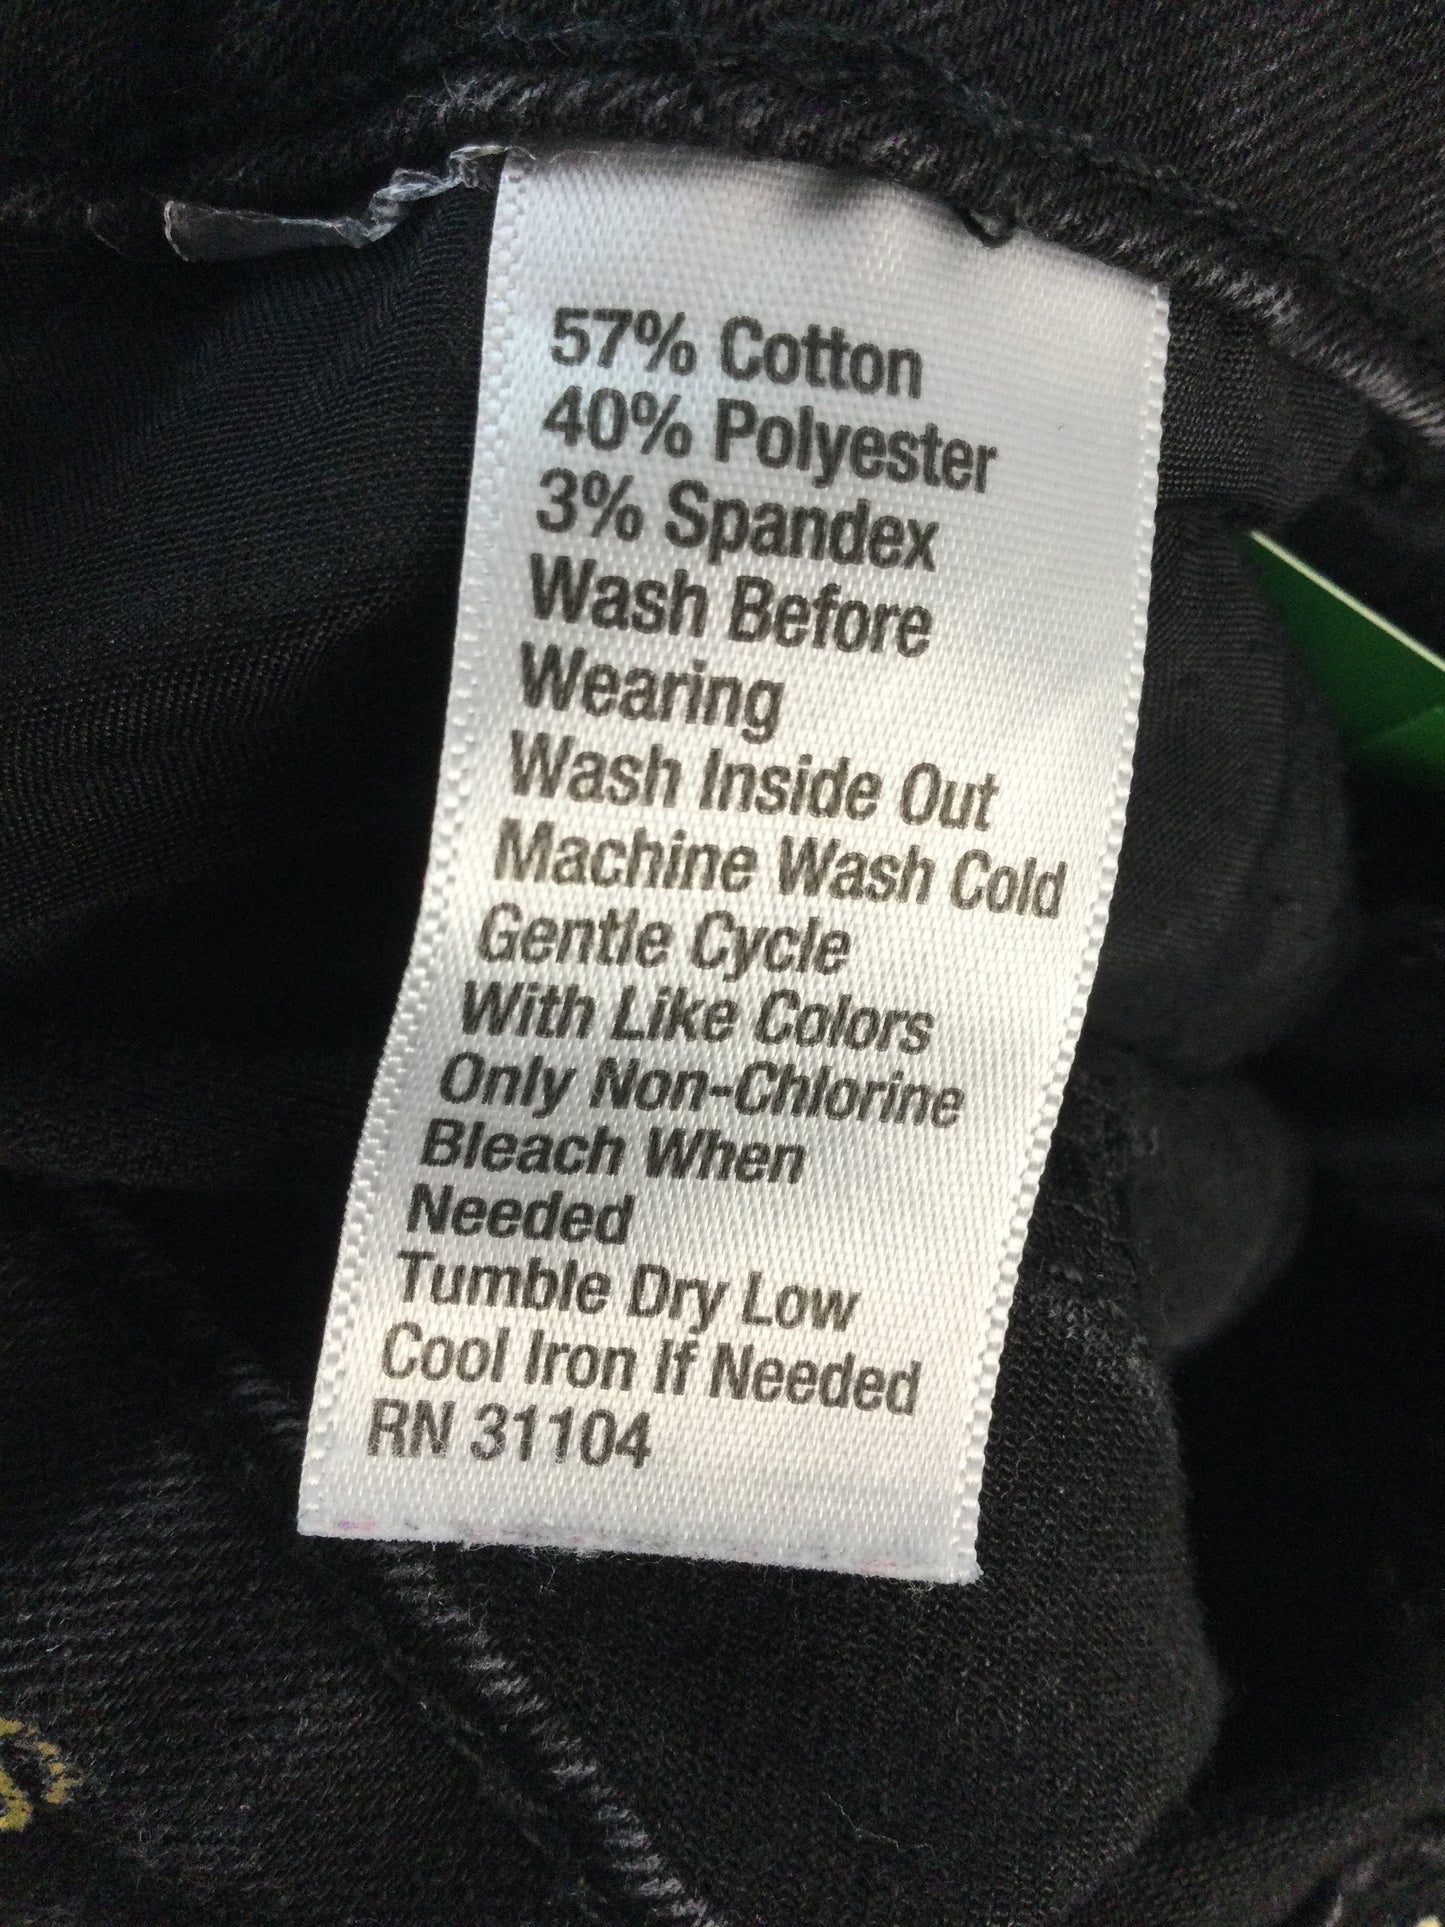 57% Cotton
40% Polyester
3% Spandex
Wash Before
Wearing
Wash Inside Out
Machine Wash Cold
Gentle Cycle
With Like Colors
Only Non-Chlorine
Bleach When
Needed
Tumble Dry Low
Cool Iron If Needed
RN 31104